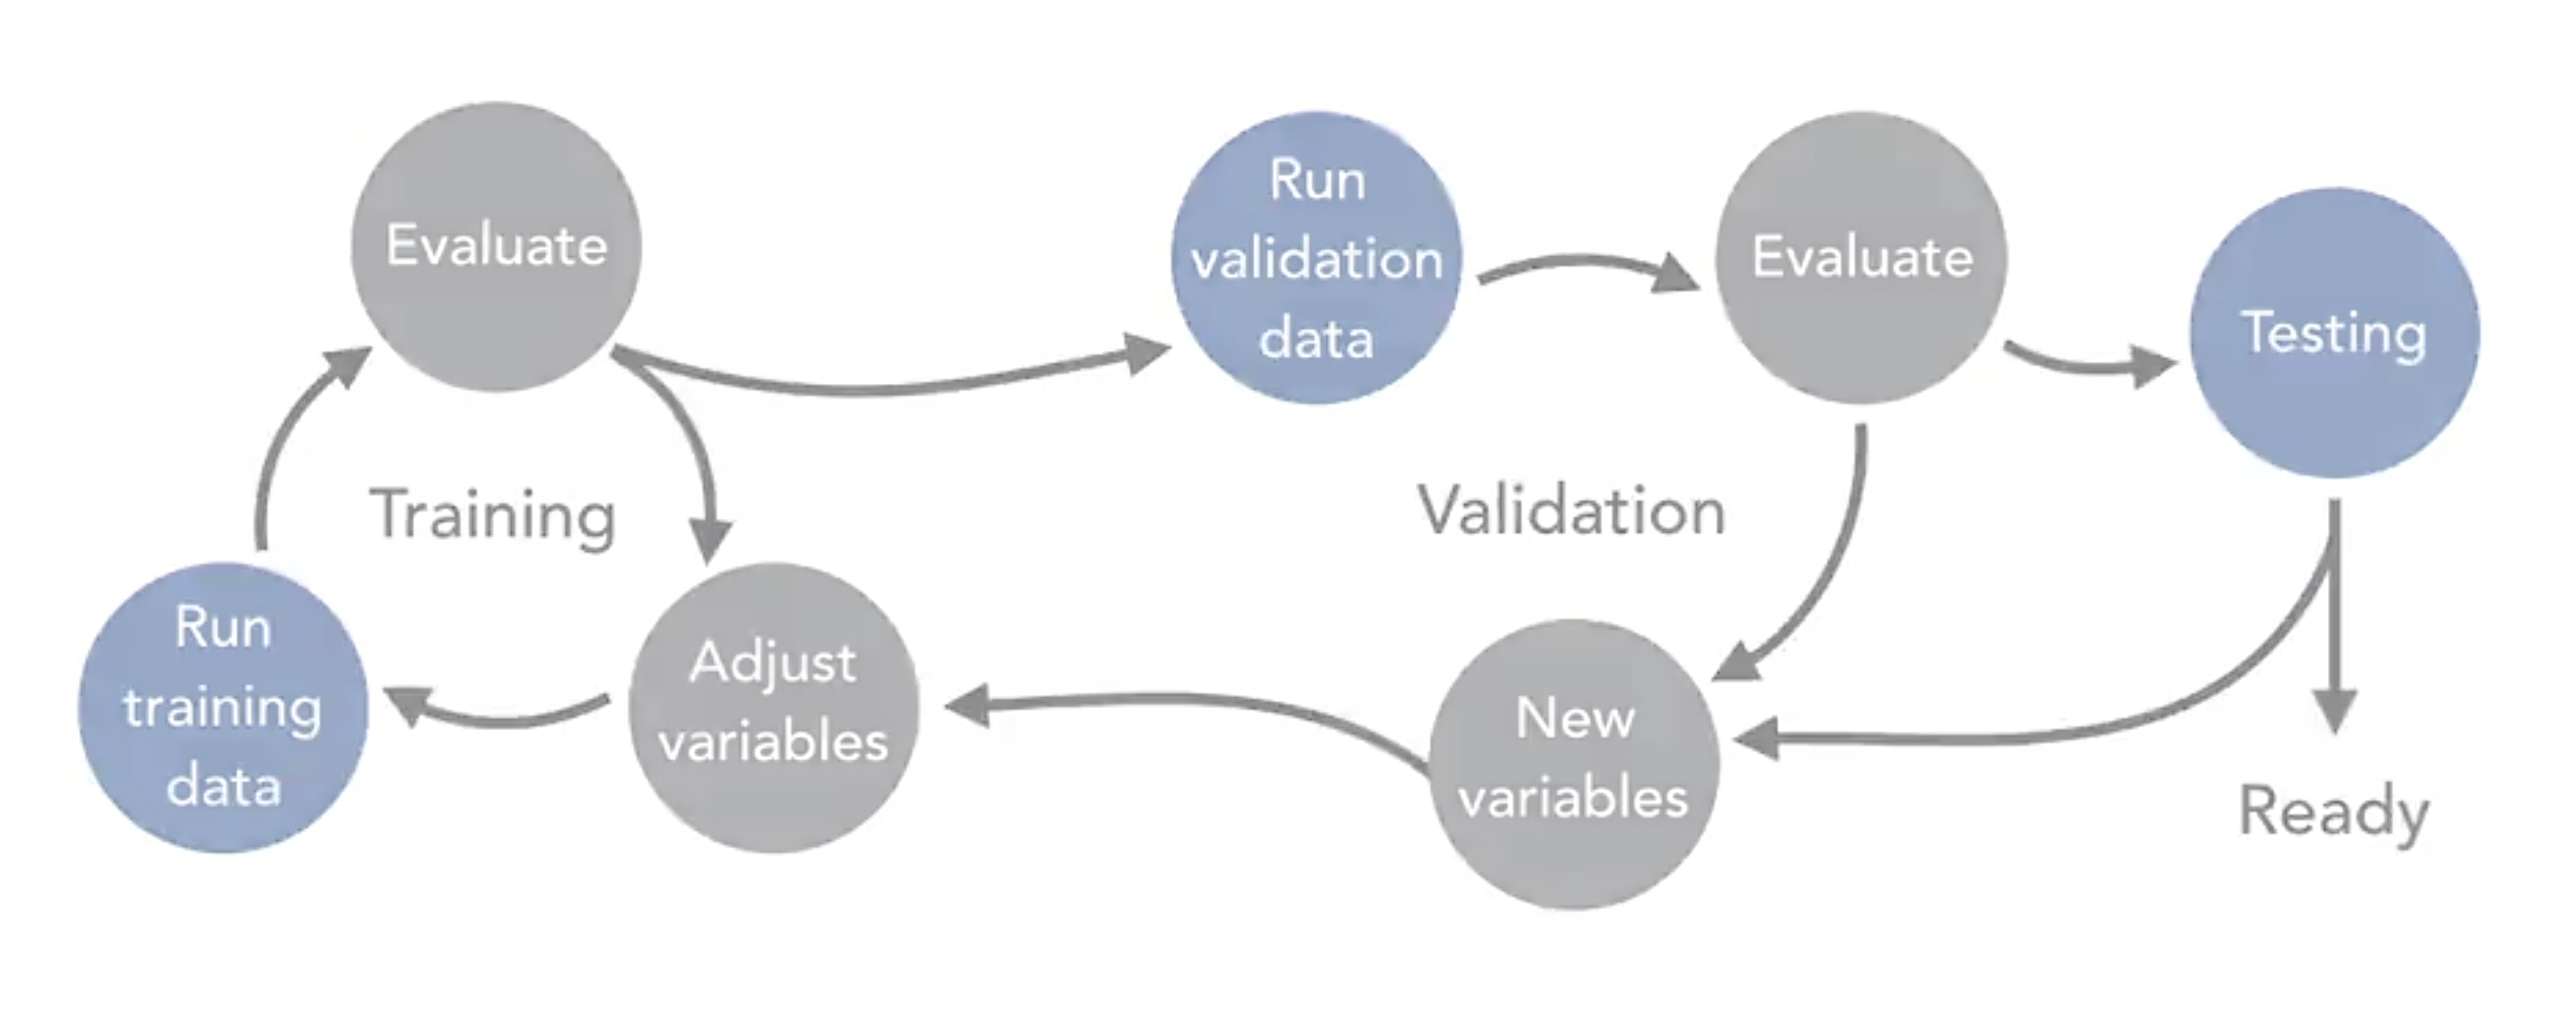 Evaluate
Run
validation
data
Evaluate
Testing
Training
Validation
Run
training
data
Adjust
variables
New
variables
Ready